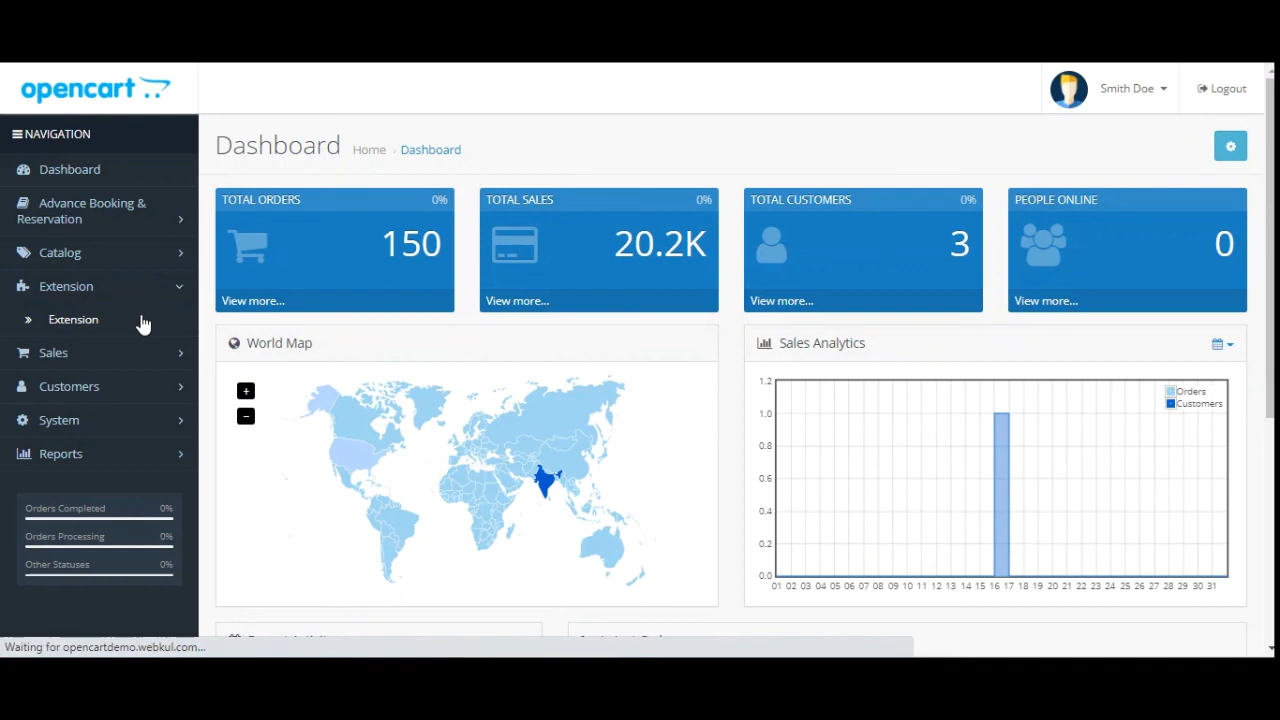 opencart
Smith Doe
Logout
NAVIGATION
Dashboard
Advance Booking &
Reservation
Catalog
Extension
Extension
Sales
Customers
System
Reports
Orders Completed 0%
Orders Processing 0%
Other Statuses 0%
Dashboard Home › Dashboard
TOTAL ORDERS 0%
150
View more...
TOTAL SALES 0%
20.2K
View more...
TOTAL CUSTOMERS 0%
3
View more...
PEOPLE ONLINE
0
View more...
World Map
+
−
Sales Analytics
Orders
Customers
1.2
1.0
0.8
0.6
0.4
0.2
0.0
01 02 03 04 05 06 07 08 09 10 11 12 13 14 15 16 17 18 19 20 21 22 23 24 25 26 27 28 29 30 31
Waiting for opencartdemo.webkul.com...